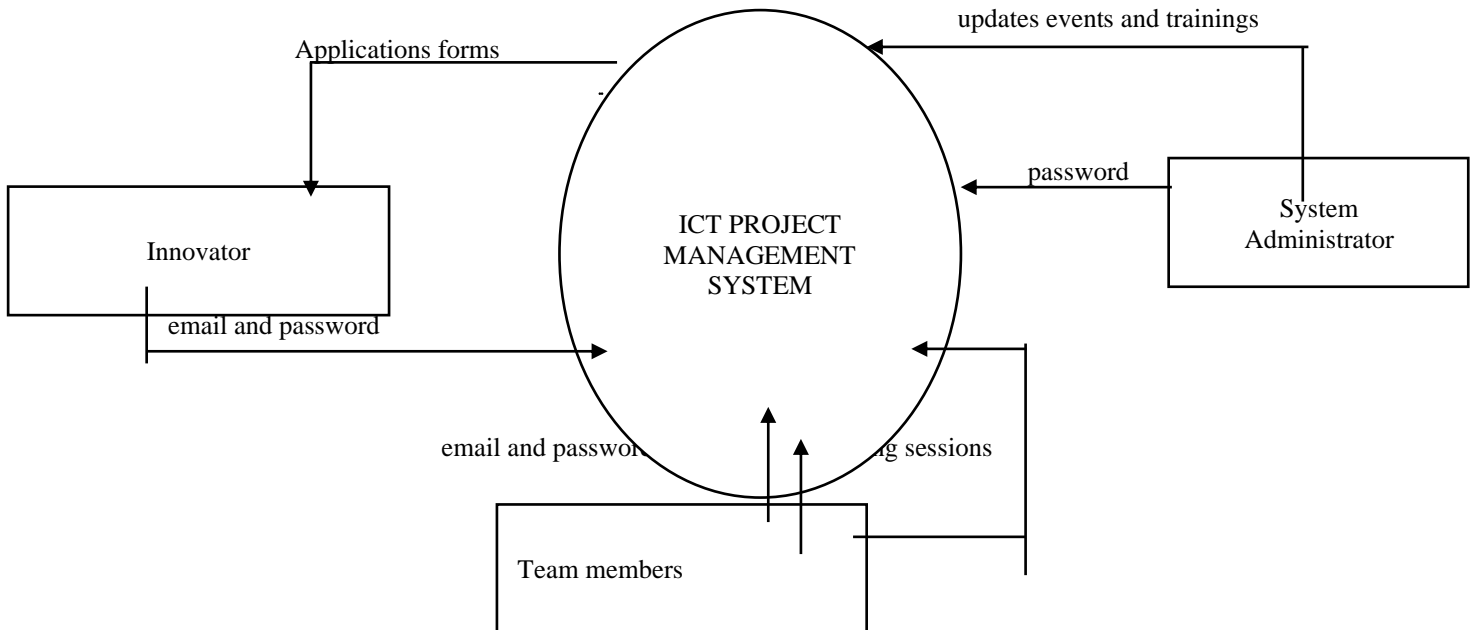 updates events and trainings
Applications forms
password
System
Administrator
ICT PROJECT
MANAGEMENT
SYSTEM
Innovator
email and password
email and
sessions
Team members